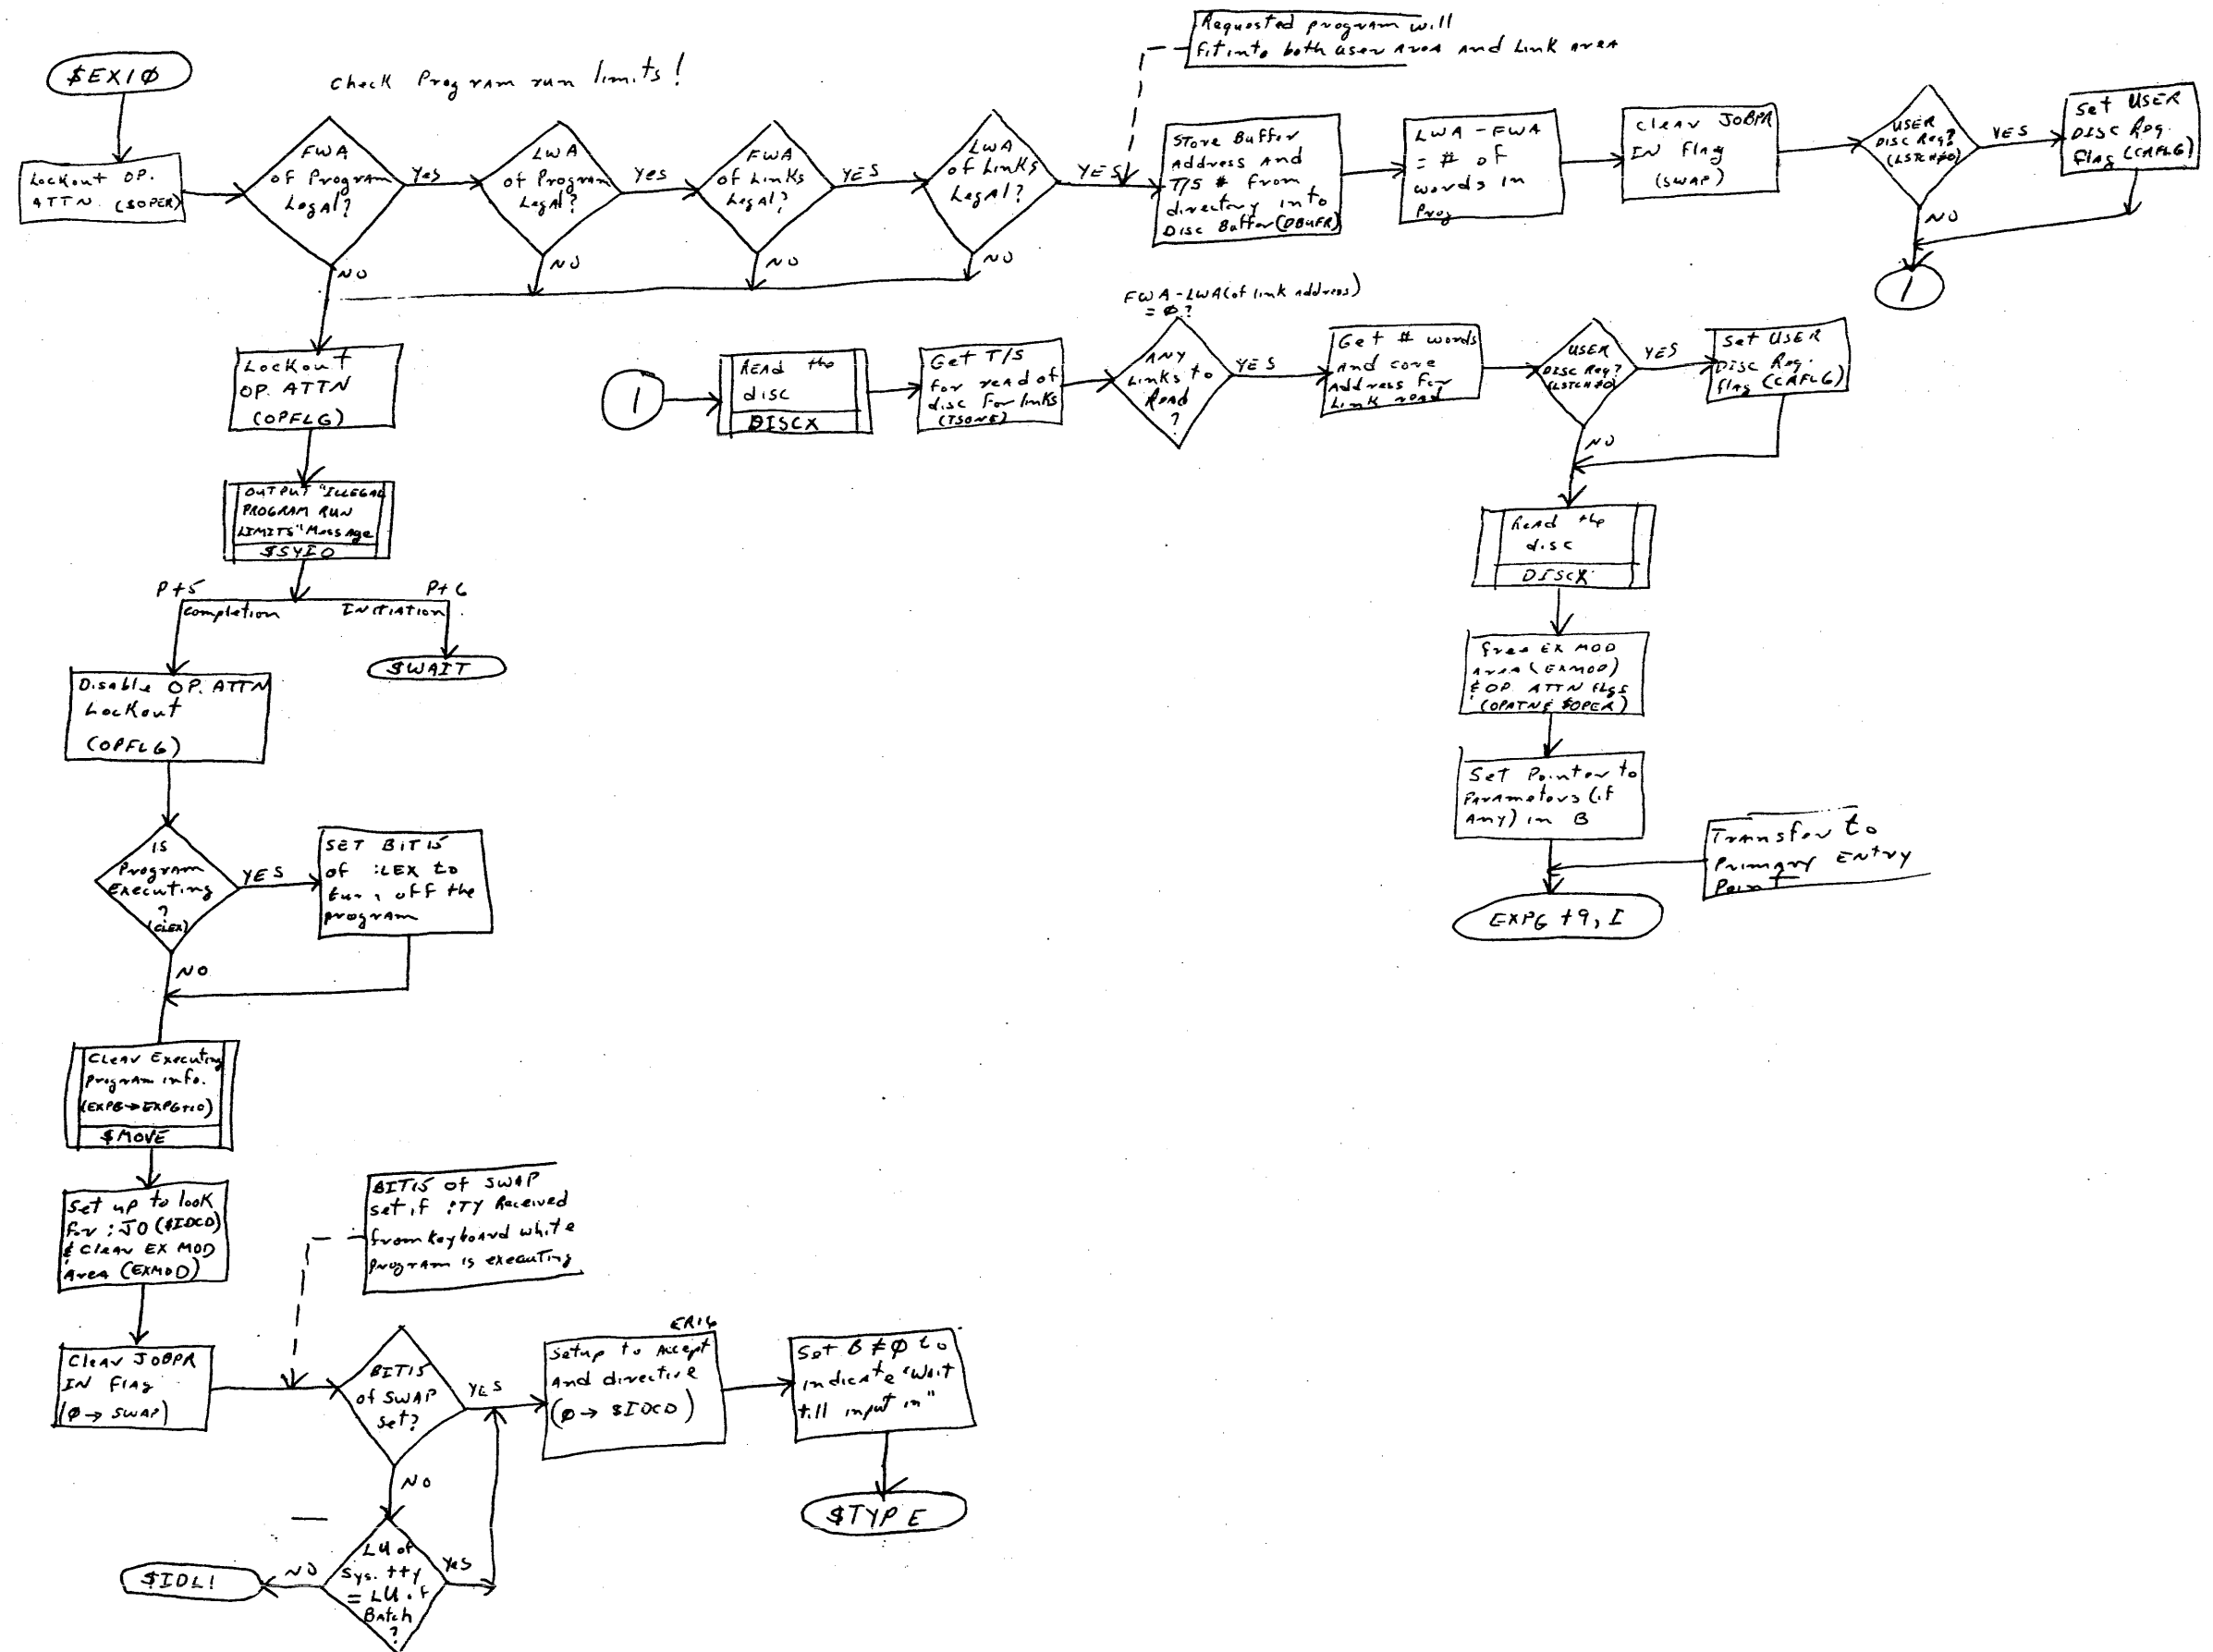 $EX10
Check Program run limits!
Requested program will
fit into both user area and Link area
Lockout OP.
ATTN. ($OPER)
FWA
of Program
Legal?
Yes
NO
LWA
of Program
Legal?
Yes
NO
FWA
of Links
Legal?
YES
NO
LWA
of Links
Legal?
YES
NO
Store Buffer
Address And
T/S # from
directory into
Disc Buffer (DBUFR)
LWA - FWA
= # of
words in
Prog
Clear JOBPR
IN Flag
(SWAP)
USER
DISC Req?
(LSTCH≠0)
YES
NO
Set USER
DISC Req.
Flag (CAFLG)
1
Lockout
OP. ATTN
(OPFLG)
1
Read the
disc
DISCX
Get T/S
for read of
disc for links
(TSONE)
FWA-LWA (of link address)
= Ø?
ANY
Links to
Read
?
YES
Get # words
And core
Address for
Link read
USER
DISC Req?
(LSTCH≠0)
YES
NO
Set USER
Disc Req.
flag (CAFLG)
OUTPUT "ILLEGAL
PROGRAM RUN
LIMITS" Message
$SYIO
P+5
completion
P+6
INITIATION
$WAIT
Read the
disc
DISCX
Disable OP. ATTN
Lockout
(OPFLG)
free EX MOD
Area (EXMOD)
& OP. ATTN Flgs
(OPATN & $OPER)
Set Pointer to
Parameters (if
Any) in B
Transfer to
Primary Entry
Point
EXPG +9, I
IS
Program
Executing
?
(CLEX)
YES
NO
SET BIT15
of :LEX to
turn off the
program
Clear Executing
program info.
(EXPG→EXPG+10)
$MOVE
Set up to look
for :JO ($IDCD)
& Clear EX MOD
Area (EXMOD)
BIT15 of SWAP
set if :TY Received
from keyboard while
Program is executing
Clear JOBPR
IN Flag
(Ø → SWAP)
BIT15
of SWAP
set?
YES
NO
ER16
Setup to Accept
And directive
(Ø → $IDCD)
Set B ≠ Ø to
indicate "Wait
till input in"
$TYPE
LU of
Sys. tty
= LU of
Batch
?
Yes
NO
$IDL1